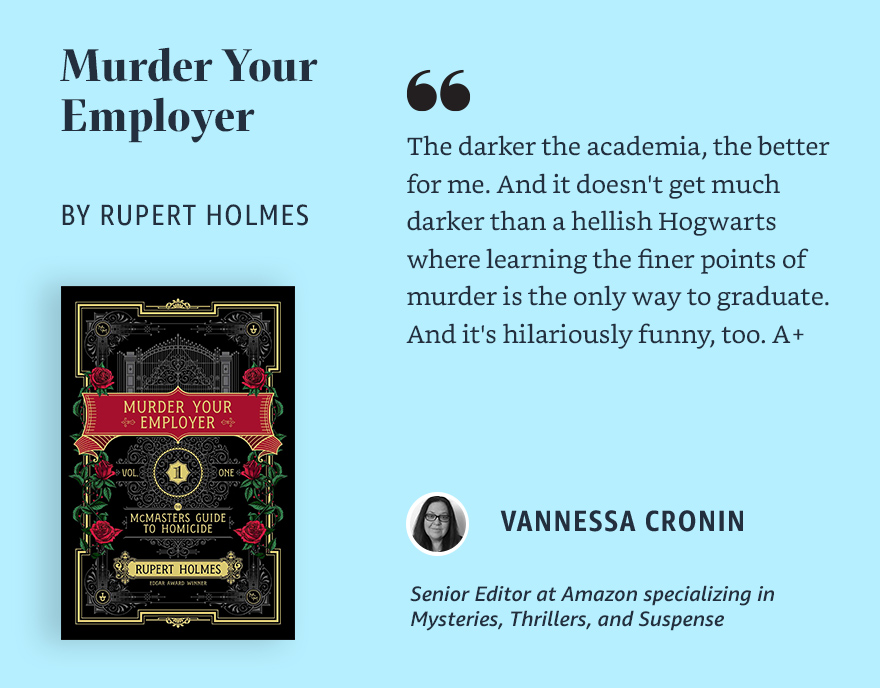 Murder Your
Employer
BY RUPERT HOLMES
MURDER YOUR
EMPLOYER
VOL.
1
ONE
THE
McMASTERS GUIDE
TO HOMICIDE
RUPERT HOLMES
EDGAR AWARD WINNER
“
The darker the academia, the better
for me. And it doesn't get much
darker than a hellish Hogwarts
where learning the finer points of
murder is the only way to graduate.
And it's hilariously funny, too. A+
VANNESSA CRONIN
Senior Editor at Amazon specializing in
Mysteries, Thrillers, and Suspense